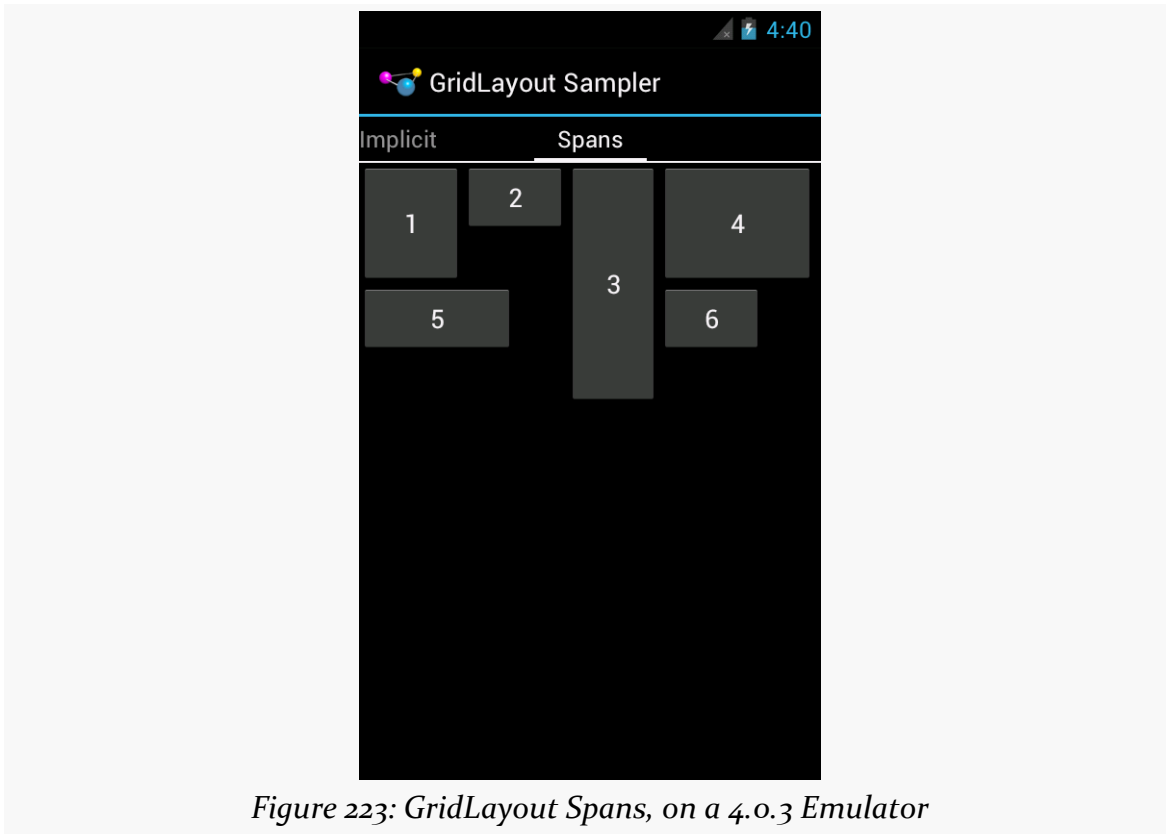 4:40
GridLayout Sampler
Implicit Spans
1 2 3 4
5 6
Figure 223: GridLayout Spans, on a 4.0.3 Emulator